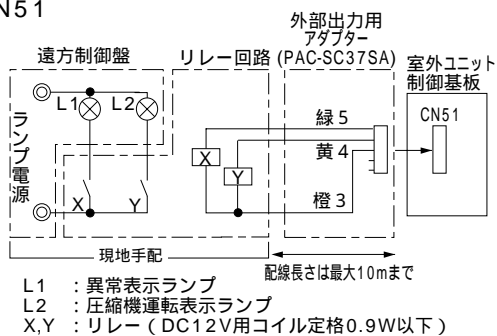 N51
外部出力用
アダプター
(PAC-SC37SA)
遠方制御盤
リレー回路
室外ユニット
制御基板
CN51
L1
L2
ランプ電源
緑 5
黄 4
橙 3
X
Y
X
Y
現地手配
配線長さは最大10mまで
L1 :異常表示ランプ
L2 :圧縮機運転表示ランプ
X,Y :リレー(DC12V用コイル定格0.9W以下)